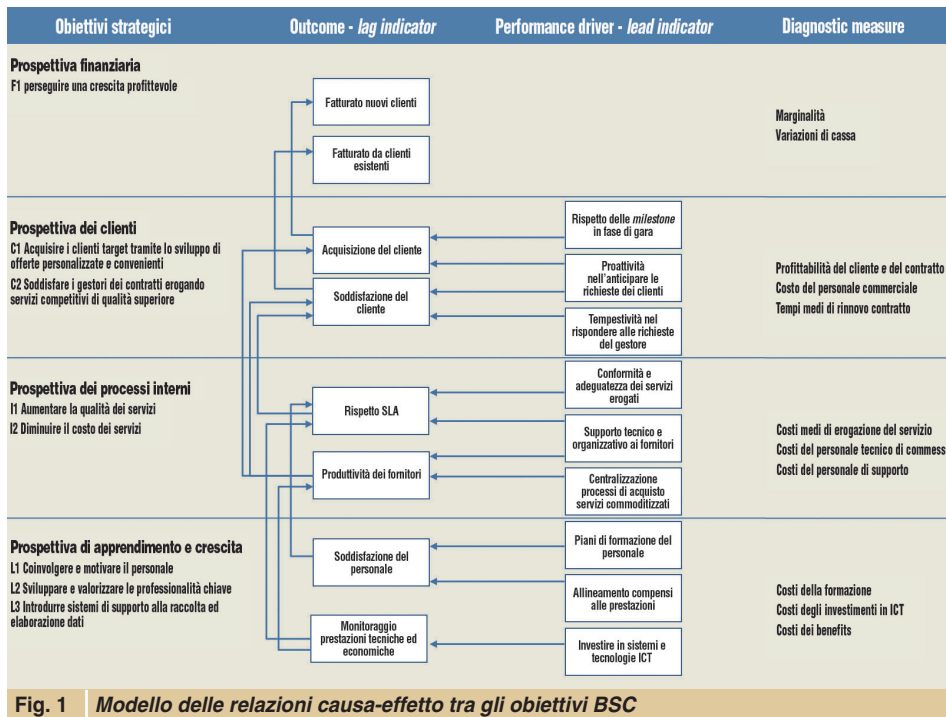 Obiettivi strategici
Outcome - lag indicator
Performance driver - lead indicator
Diagnostic measure
Prospettiva finanziaria
F1 perseguire una crescita profittevole
Fatturato nuovi clienti
Fatturato da clienti
esistenti
Marginalità
Variazioni di cassa
Prospettiva dei clienti
C1 Acquisire i clienti target tramite lo sviluppo di
offerte personalizzate e convenienti
C2 Soddisfare i gestori dei contratti erogando
servizi competitivi di qualità superiore
Acquisizione del cliente
Soddisfazione del
cliente
Rispetto delle milestone
in fase di gara
Proattività
nell'anticipare le
richieste dei clienti
Tempestività nel
rispondere alle richieste
del gestore
Profittabilità del cliente e del contratto
Costo del personale commerciale
Tempi medi di rinnovo contratto
Prospettiva dei processi interni
I1 Aumentare la qualità dei servizi
I2 Diminuire il costo dei servizi
Rispetto SLA
Produttività dei fornitori
Conformità e
adeguatezza dei servizi
erogati
Supporto tecnico e
organizzativo ai fornitori
Centralizzazione
processi di acquisto
servizi commoditizzati
Costi medi di erogazione del servizio
Costi del personale tecnico di commess
Costi del personale di supporto
Prospettiva di apprendimento e crescita
L1 Coinvolgere e motivare il personale
L2 Sviluppare e valorizzare le professionalità chiave
L3 Introdurre sistemi di supporto alla raccolta ed
elaborazione dati
Soddisfazione del
personale
Monitoraggio
prestazioni tecniche ed
economiche
Piani di formazione del
personale
Allineamento compensi
alle prestazioni
Investire in sistemi e
tecnologie ICT
Costi della formazione
Costi degli investimenti in ICT
Costi dei benefits
Fig. 1 Modello delle relazioni causa-effetto tra gli obiettivi BSC